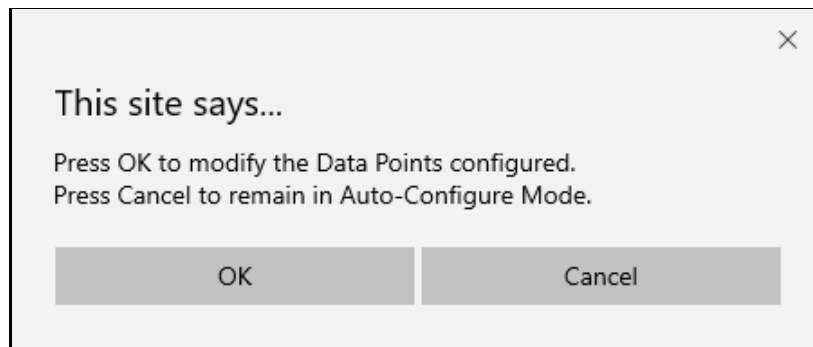 This site says...
Press OK to modify the Data Points configured.
Press Cancel to remain in Auto-Configure Mode.
OK
Cancel